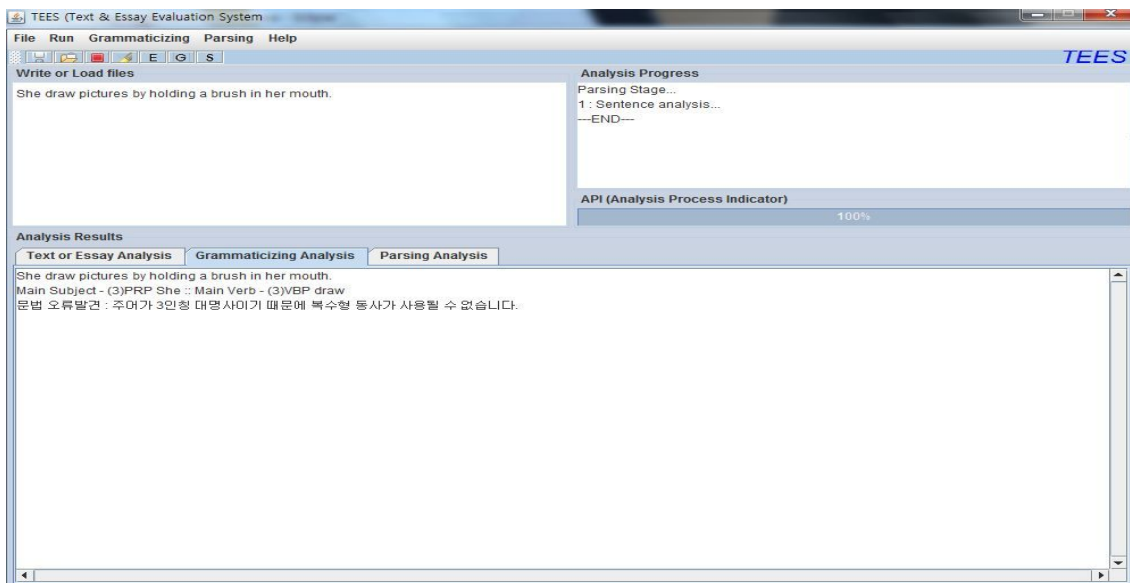 TEES (Text & Essay Evaluation System
File Run Grammaticizing Parsing Help
E G S
TEES
Write or Load files
She draw pictures by holding a brush in her mouth.
Analysis Progress
Parsing Stage...
1 : Sentence analysis...
---END---
API (Analysis Process Indicator)
100%
Analysis Results
Text or Essay Analysis Grammaticizing Analysis Parsing Analysis
She draw pictures by holding a brush in her mouth.
Main Subject - (3)PRP She :: Main Verb - (3)VBP draw
문법 오류발견 : 주어가 3인칭 대명사이기 때문에 복수형 동사가 사용될 수 없습니다.